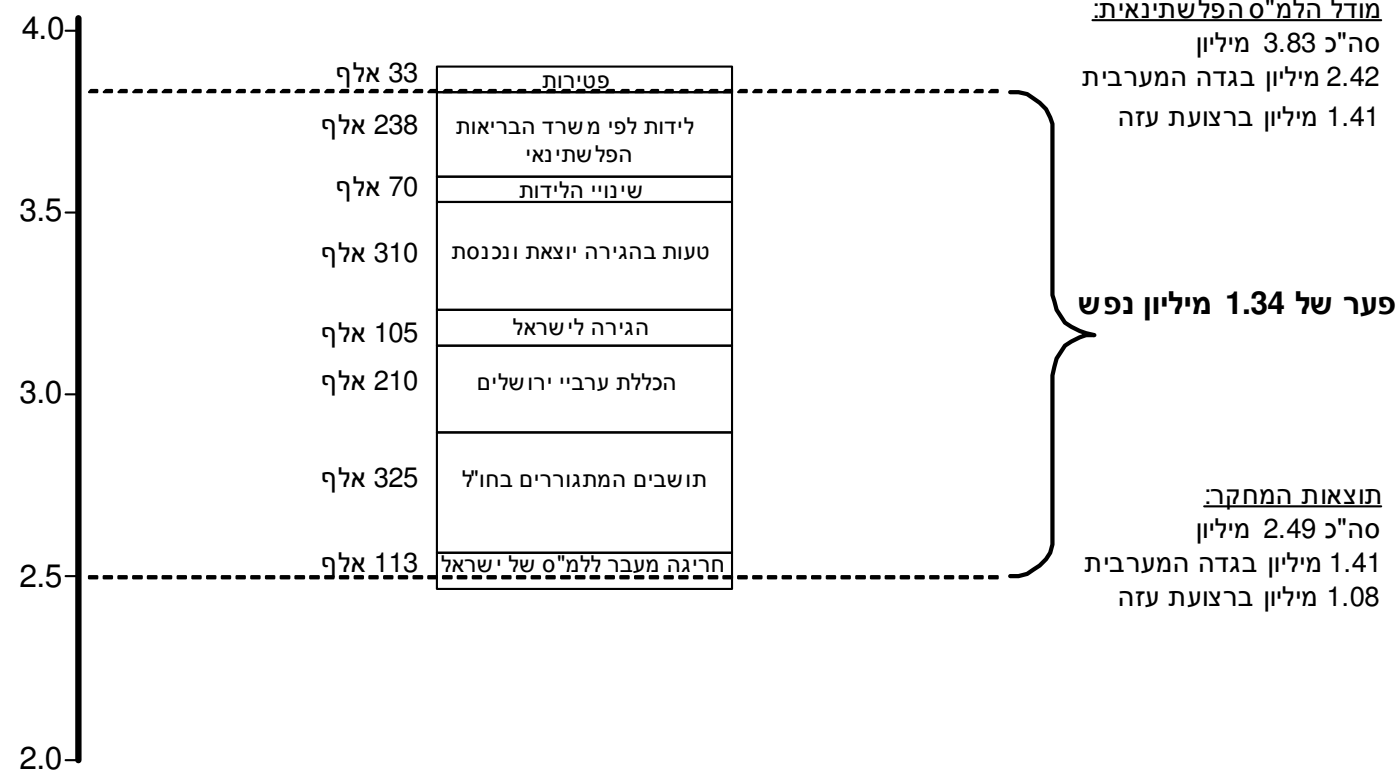 מודל הלמ"ס הפלשתינאית:
סה"כ 3.83 מיליון
2.42 מיליון בגדה המערבית
1.41 מיליון ברצועת עזה
פער של 1.34 מיליון נפש
תוצאות המחקר:
סה"כ 2.49 מיליון
1.41 מיליון בגדה המערבית
1.08 מיליון ברצועת עזה
פטירות
לידות לפי משרד הבריאות
הפלשתינאי
שינויי הלידות
טעות בהגירה יוצאת ונכנסת
הגירה לישראל
הכללת ערביי ירושלים
תושבים המתגוררים בחו"ל
חריגה מעבר ללמ"ס של ישראל
33 אלף
238 אלף
70 אלף
310 אלף
105 אלף
210 אלף
325 אלף
113 אלף
4.0
3.5
3.0
2.5
2.0